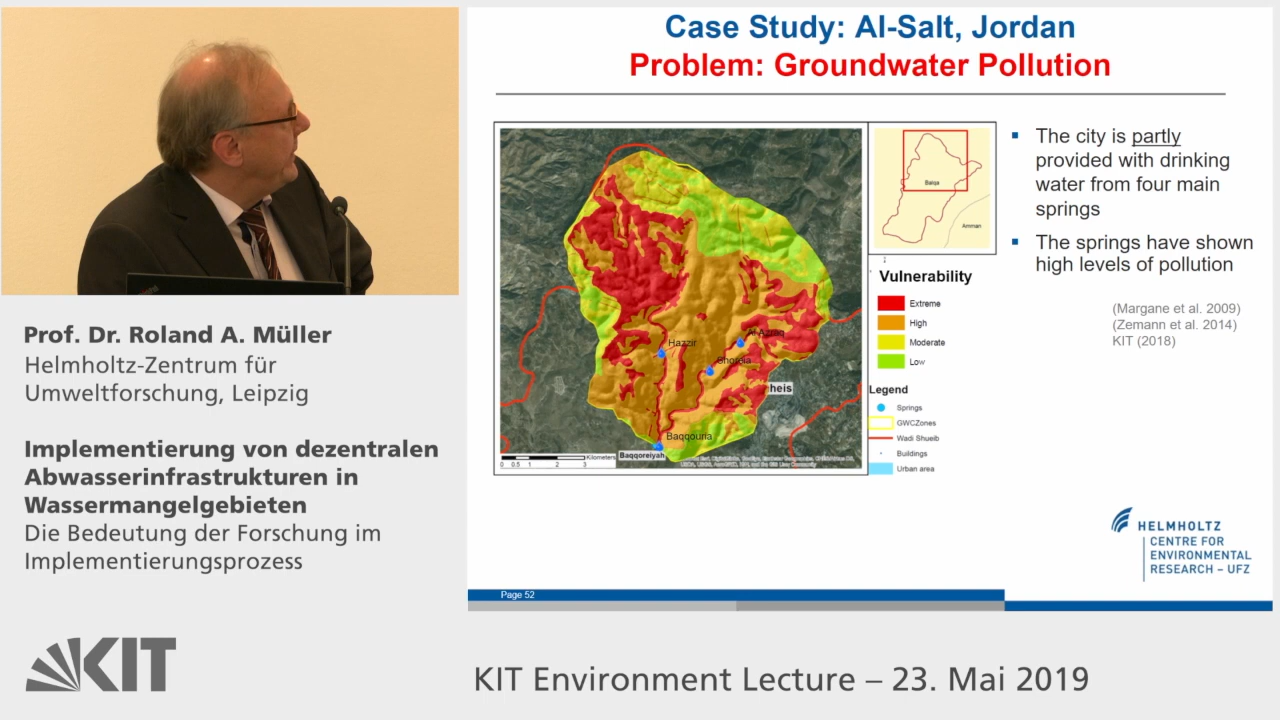 Case Study: Al-Salt, Jordan
Problem: Groundwater Pollution
▪ The city is partly
provided with drinking
water from four main
springs
▪ The springs have shown
high levels of pollution
(Margane et al. 2009)
(Zemann et al. 2014)
KIT (2018)
Balqa
Amman
Vulnerability
Extreme
High
Moderate
Low
Legend
Springs
GWCZones
Wadi Shueib
Buildings
Urban area
Hazzir
Al Azraq
Shoreia
heis
Baqqouria
Baqqoreiyah
Kilometers
0 0.5 1 2 3
HELMHOLTZ
CENTRE FOR
ENVIRONMENTAL
RESEARCH – UFZ
Page 52
Prof. Dr. Roland A. Müller
Helmholtz-Zentrum für
Umweltforschung, Leipzig
Implementierung von dezentralen
Abwasserinfrastrukturen in
Wassermangelgebieten
Die Bedeutung der Forschung im
Implementierungsprozess
KIT
KIT Environment Lecture – 23. Mai 2019